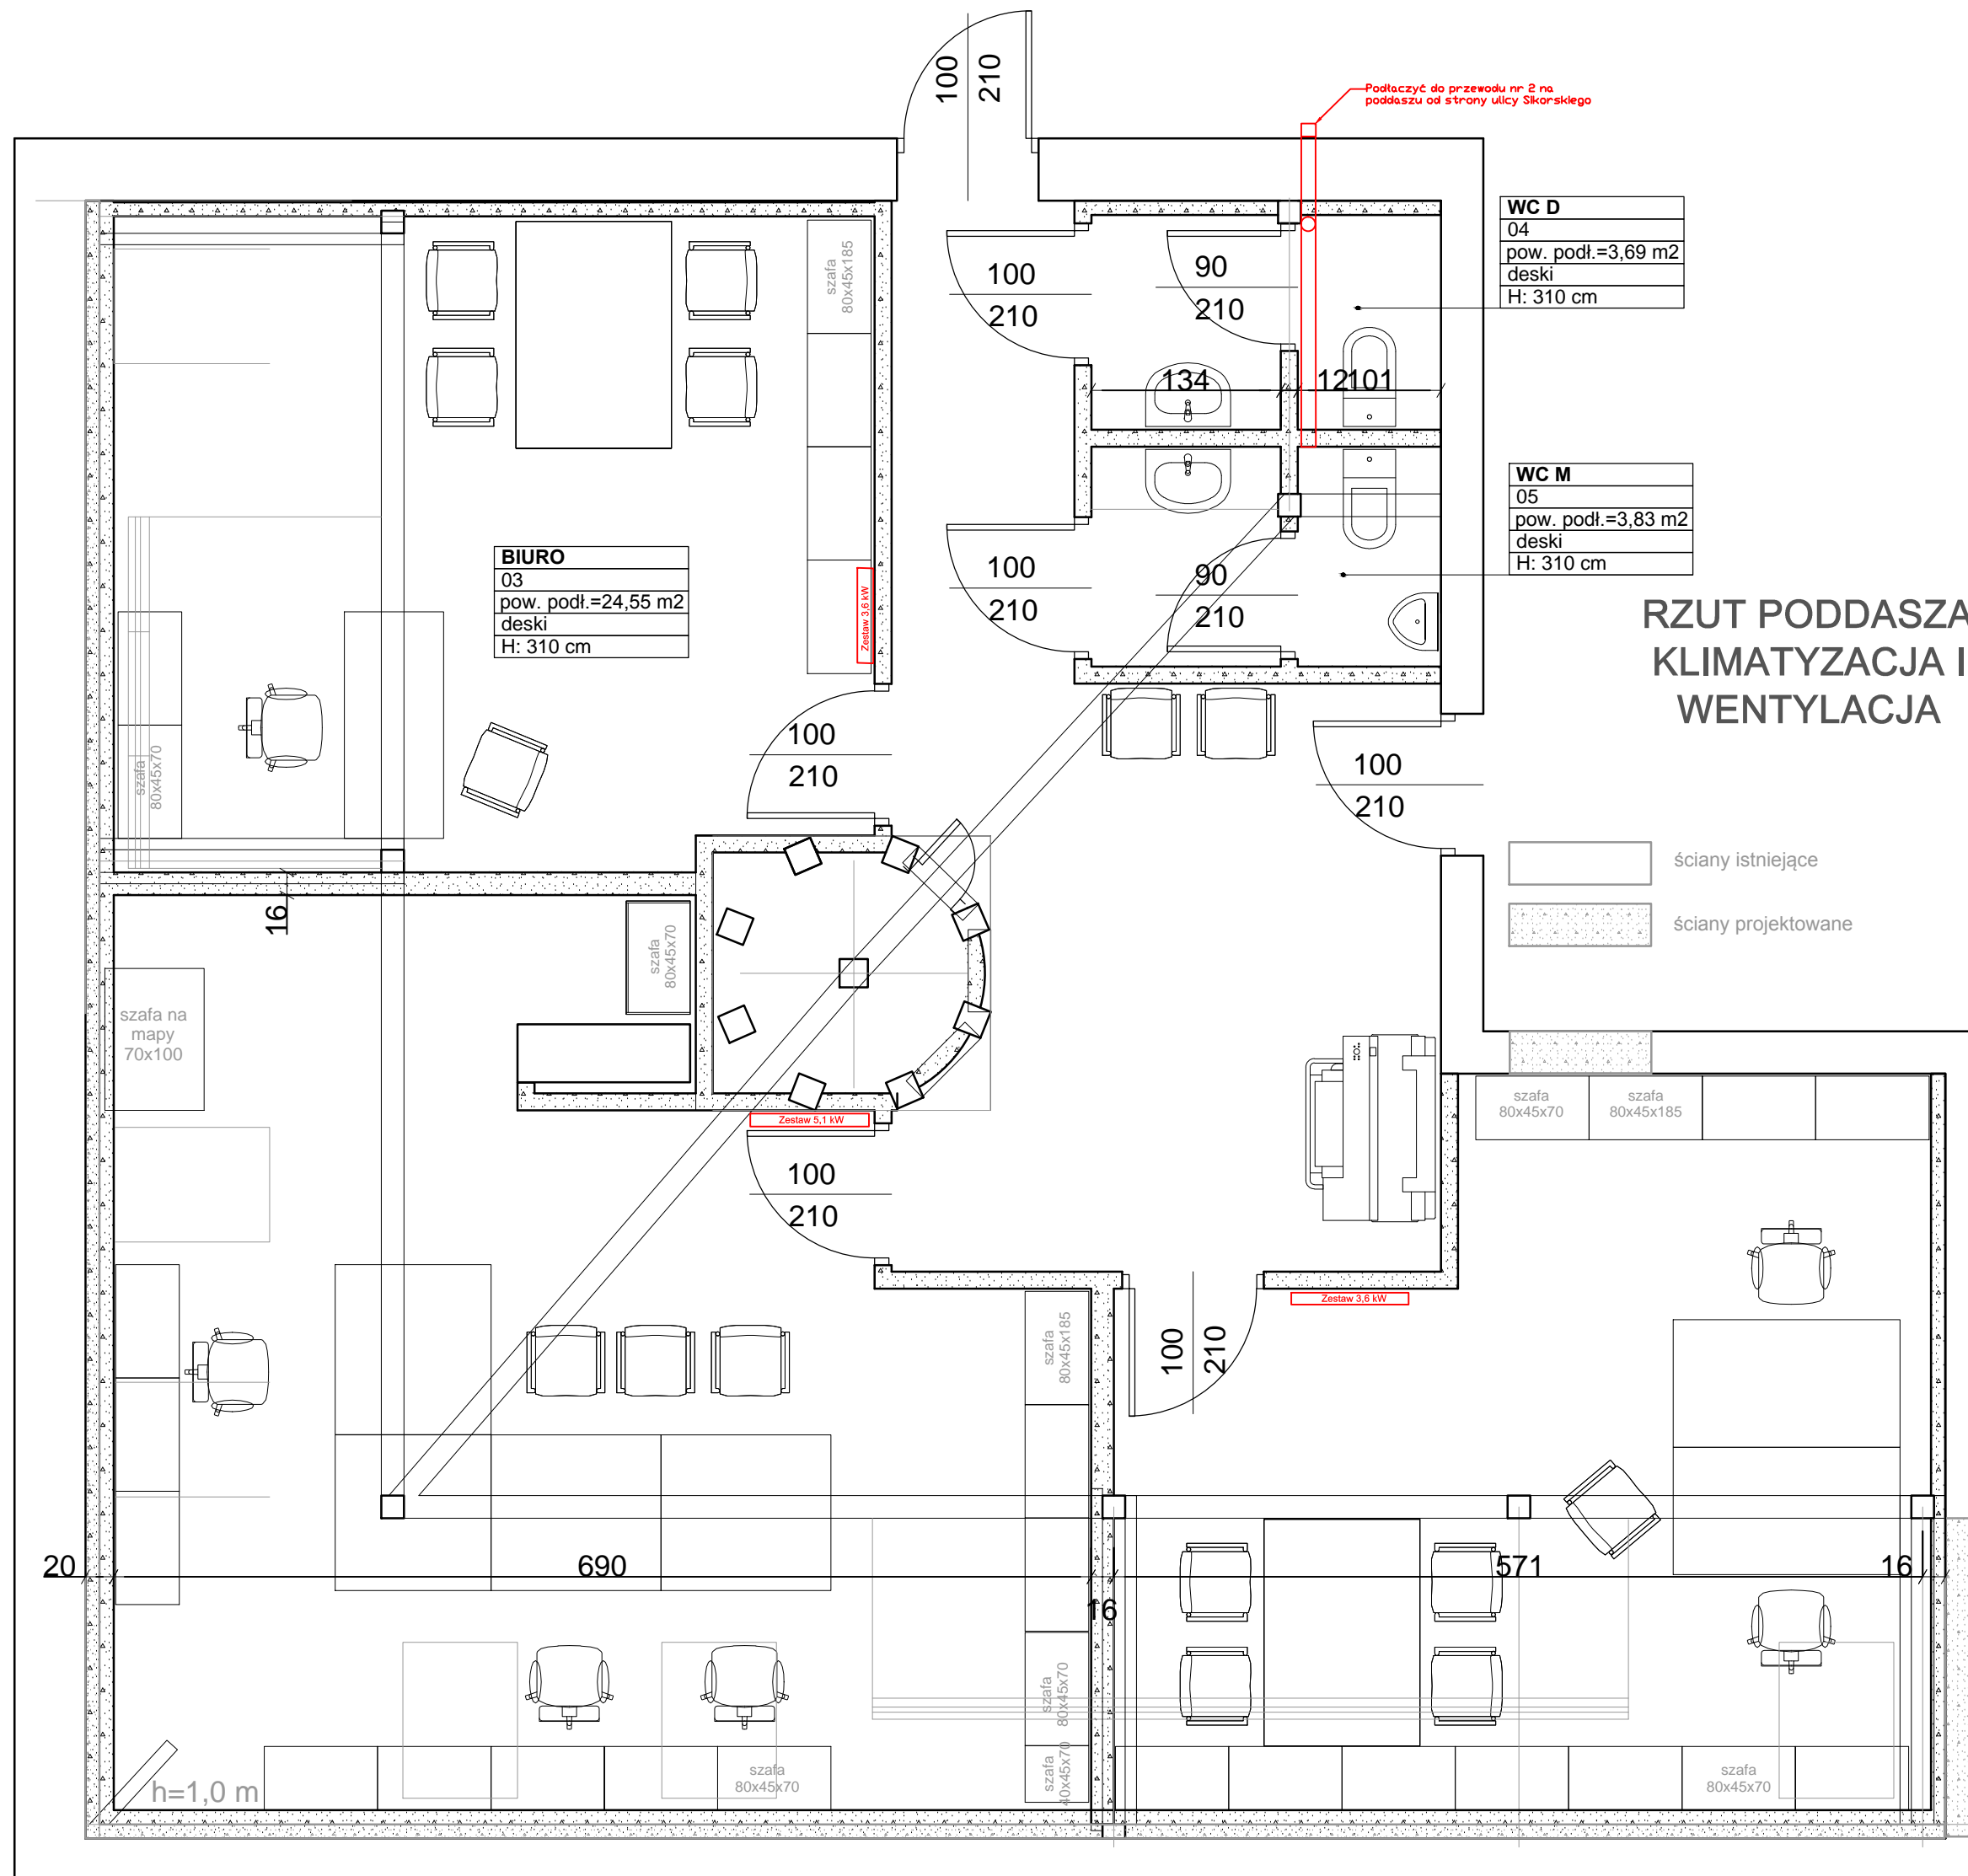 100
210
Podłaczyć do przewodu nr 2 na
poddaszu od strony ulicy Sikorskiego
WC D
04
pow. podł.=3,69 m2
deski
H: 310 cm
szafa
80x45x185
100
210
90
210
134
12
101
WC M
05
pow. podł.=3,83 m2
deski
H: 310 cm
BIURO
03
pow. podł.=24,55 m2
deski
H: 310 cm
Zestaw 3,6 kW
100
210
90
210
RZUT PODDASZA
KLIMATYZACJA I
WENTYLACJA
szafa
80x45x70
100
210
100
210
ściany istniejące
ściany projektowane
16
szafa
80x45x70
szafa na
mapy
70x100
szafa
80x45x70
szafa
80x45x185
Zestaw 5,1 kW
100
210
Zestaw 3,6 kW
szafa
80x45x185
100
210
20
690
16
571
16
szafa
80x45x70
szafa
40x45x70
h=1,0 m
szafa
80x45x70
szafa
80x45x70